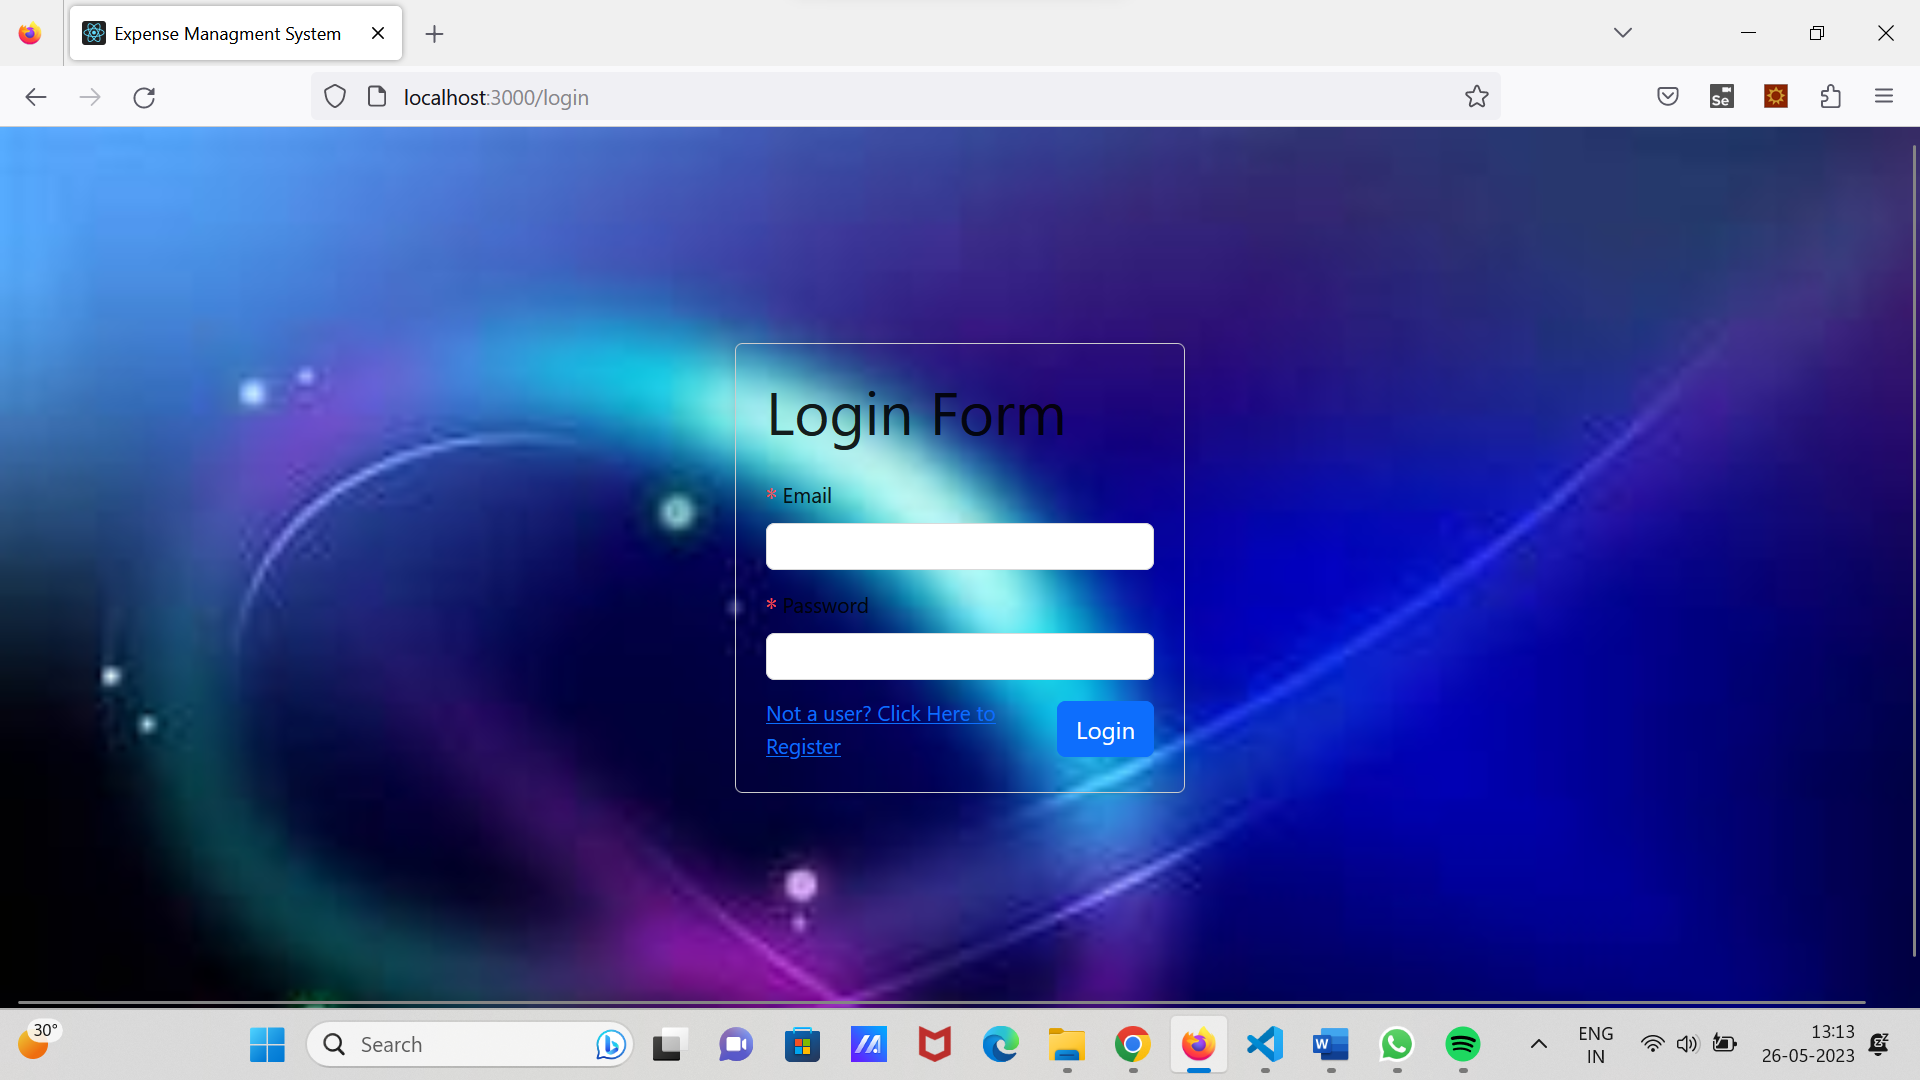 Expense Managment System
localhost:3000/login
Se
Login Form
* Email
* Password
Not a user? Click Here to
Register
Login
30°
Search
W
ENG
IN
13:13
26-05-2023